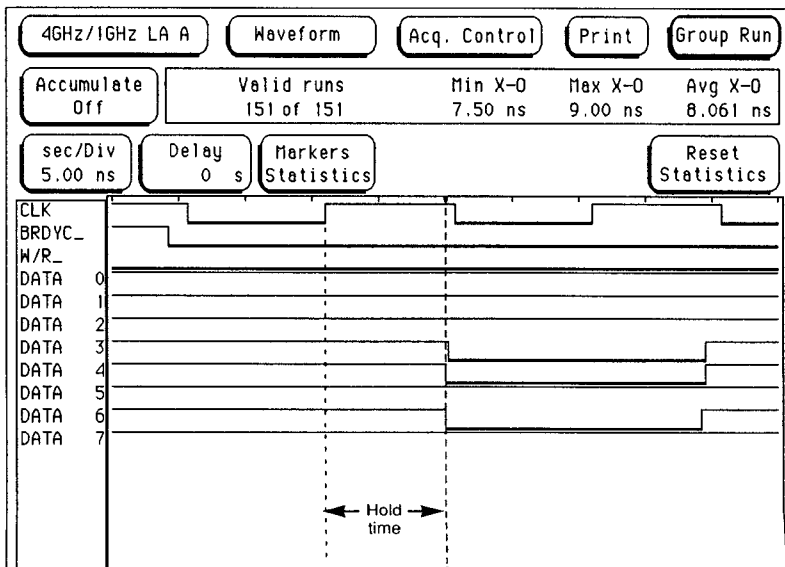 4GHz/1GHz LA A Waveform Acq. Control Print Group Run
Accumulate Off
Valid runs Min X-O Max X-O Avg X-O
151 of 151 7.50 ns 9.00 ns 8.061 ns
sec/Div
5.00 ns
Delay
0 s
Markers
Statistics
Reset
Statistics
CLK
BRDYC_
W/R_
DATA 0
DATA 1
DATA 2
DATA 3
DATA 4
DATA 5
DATA 6
DATA 7
Hold
time